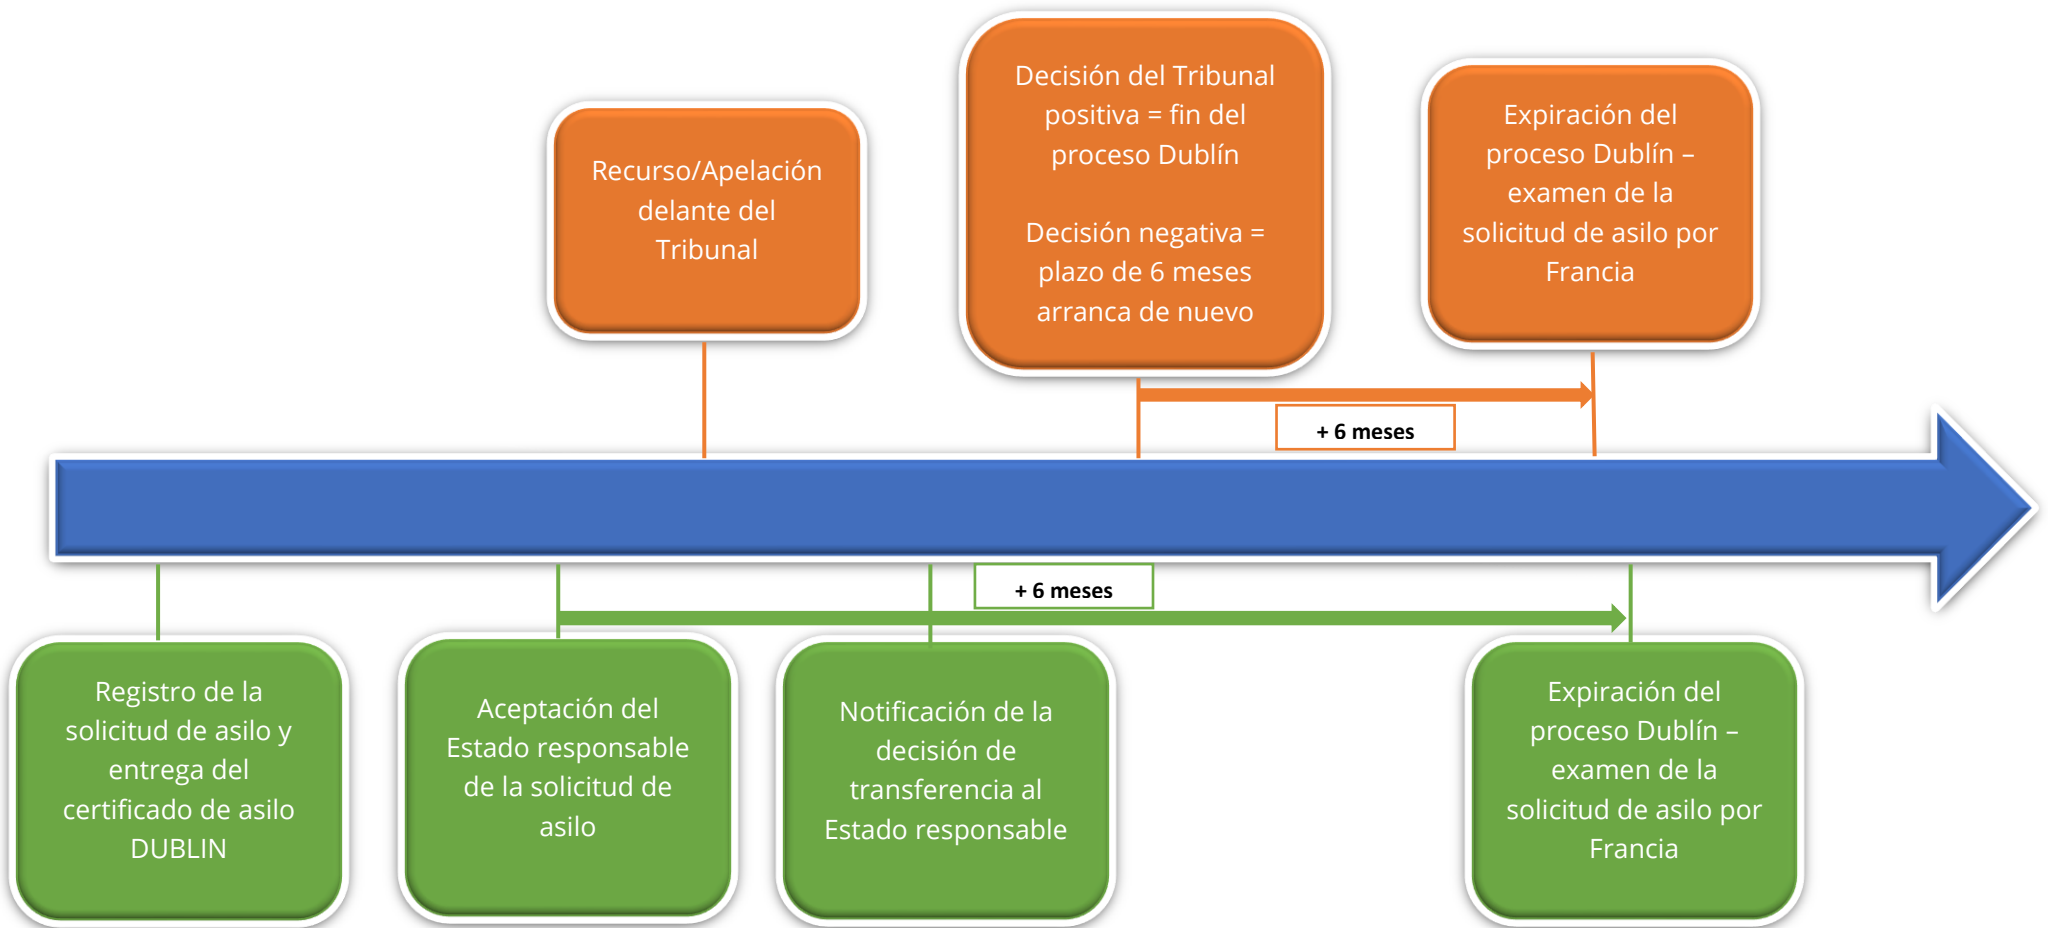 Recurso/Apelación
delante del
Tribunal
Decisión del Tribunal
positiva = fin del
proceso Dublín
Decisión negativa =
plazo de 6 meses
arranca de nuevo
Expiración del
proceso Dublín –
examen de la
solicitud de asilo por
Francia
+ 6 meses
+ 6 meses
Registro de la
solicitud de asilo y
entrega del
certificado de asilo
DUBLIN
Aceptación del
Estado responsable
de la solicitud de
asilo
Notificación de la
decisión de
transferencia al
Estado responsable
Expiración del
proceso Dublín –
examen de la
solicitud de asilo por
Francia